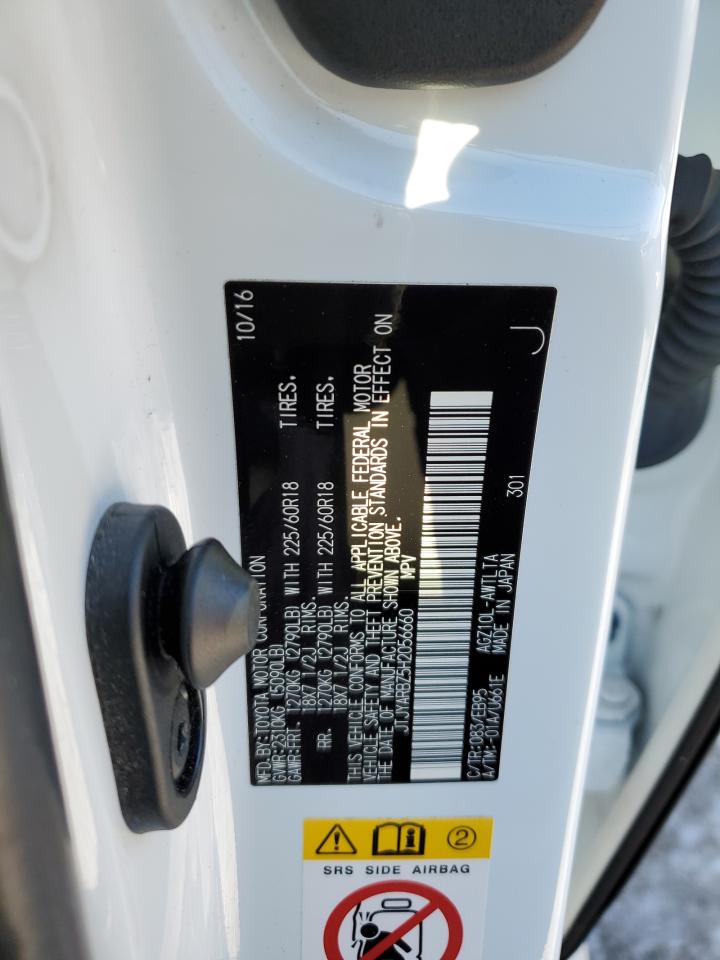 10/16
MFD.BY:TOYOTA MOTOR CORPORATION
GVWR:2310KG (5090LB)
GAWR:FRT. 1270KG (2790LB) WITH 225/60R18 TIRES.
18X7 1/2J RIMS.
RR. 1270KG (2790LB) WITH 225/60R18 TIRES.
18X7 1/2J RIMS.
THIS VEHICLE CONFORMS TO ALL APPLICABLE FEDERAL MOTOR
VEHICLE SAFETY AND THEFT PREVENTION STANDARDS IN EFFECT ON
THE DATE OF MANUFACTURE SHOWN ABOVE.
JTJYARBZ5H2056660 MPV
C/TR:083/EB95 AGZ10L-AWTLTA 301
A/TM:-01A/U661E MADE IN JAPAN
J
2
SRS SIDE AIRBAG